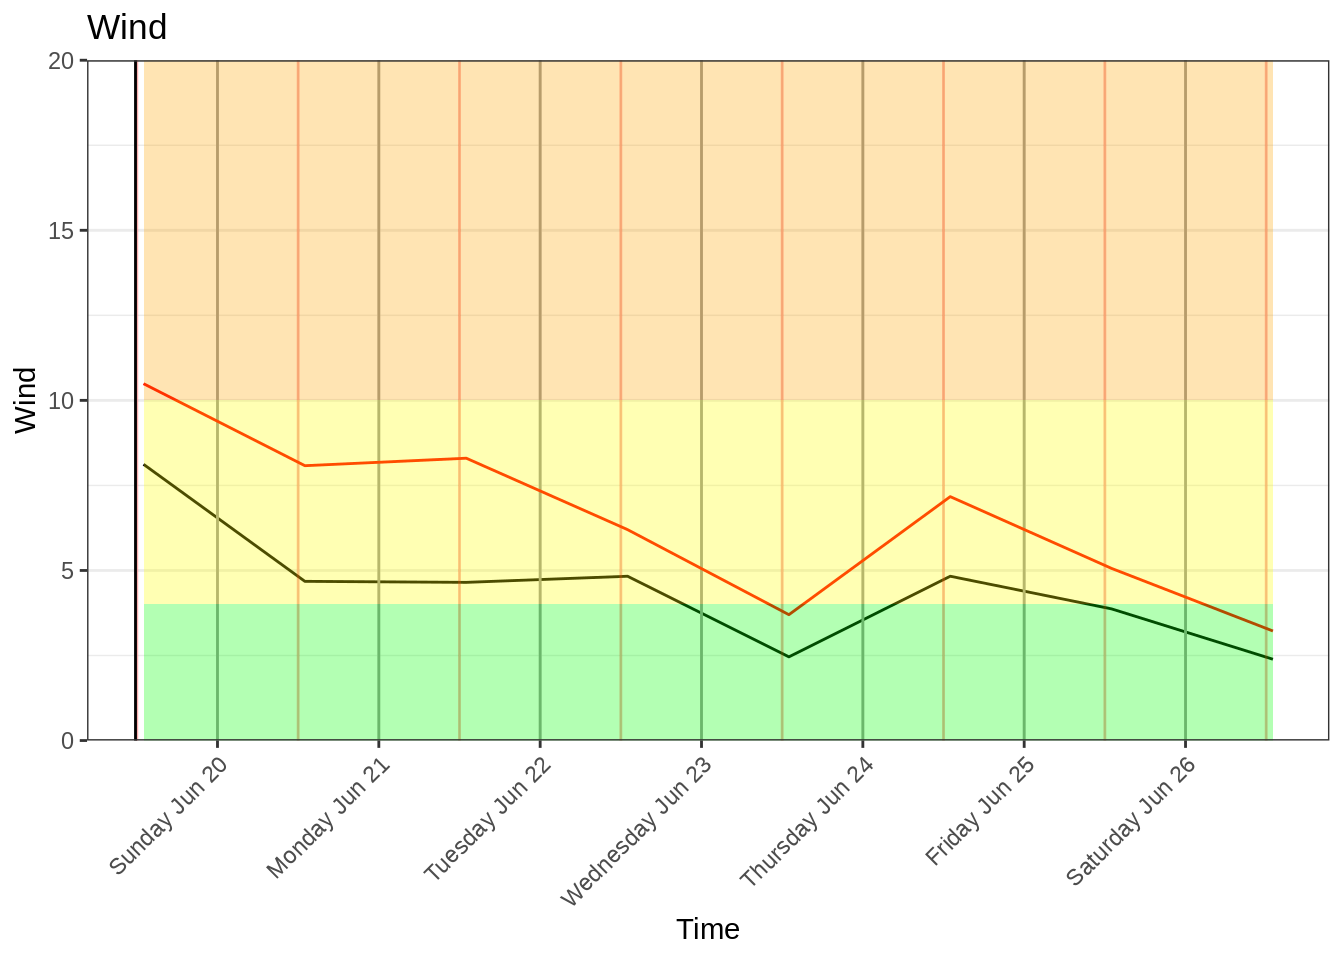 Wind
20
15
10
5
0
Wind
Sunday Jun 20
Monday Jun 21
Tuesday Jun 22
Wednesday Jun 23
Thursday Jun 24
Friday Jun 25
Saturday Jun 26
Time